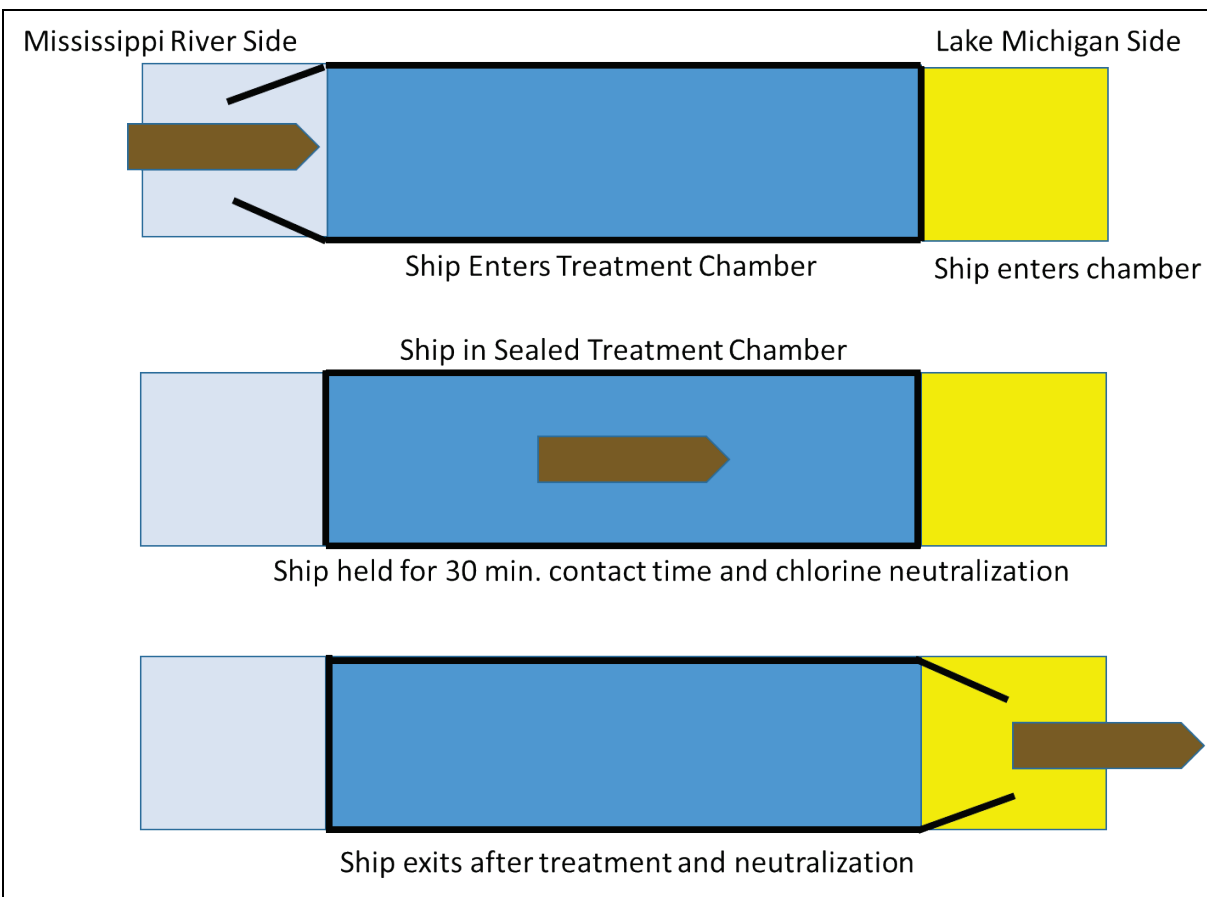 Mississippi River Side
Lake Michigan Side
Ship Enters Treatment Chamber
Ship enters chamber
Ship in Sealed Treatment Chamber
Ship held for 30 min. contact time and chlorine neutralization
Ship exits after treatment and neutralization